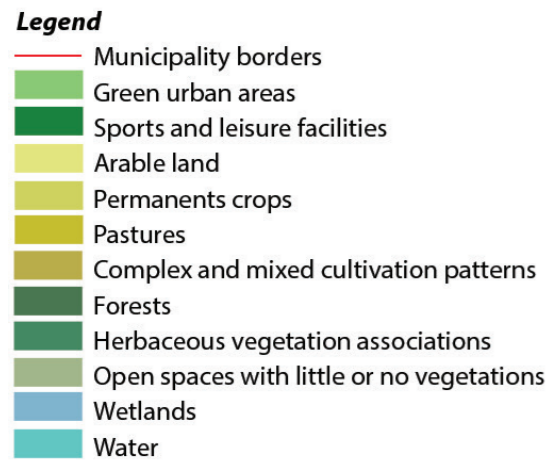 Legend
Municipality borders
Green urban areas
Sports and leisure facilities
Arable land
Permanents crops
Pastures
Complex and mixed cultivation patterns
Forests
Herbaceous vegetation associations
Open spaces with little or no vegetations
Wetlands
Water